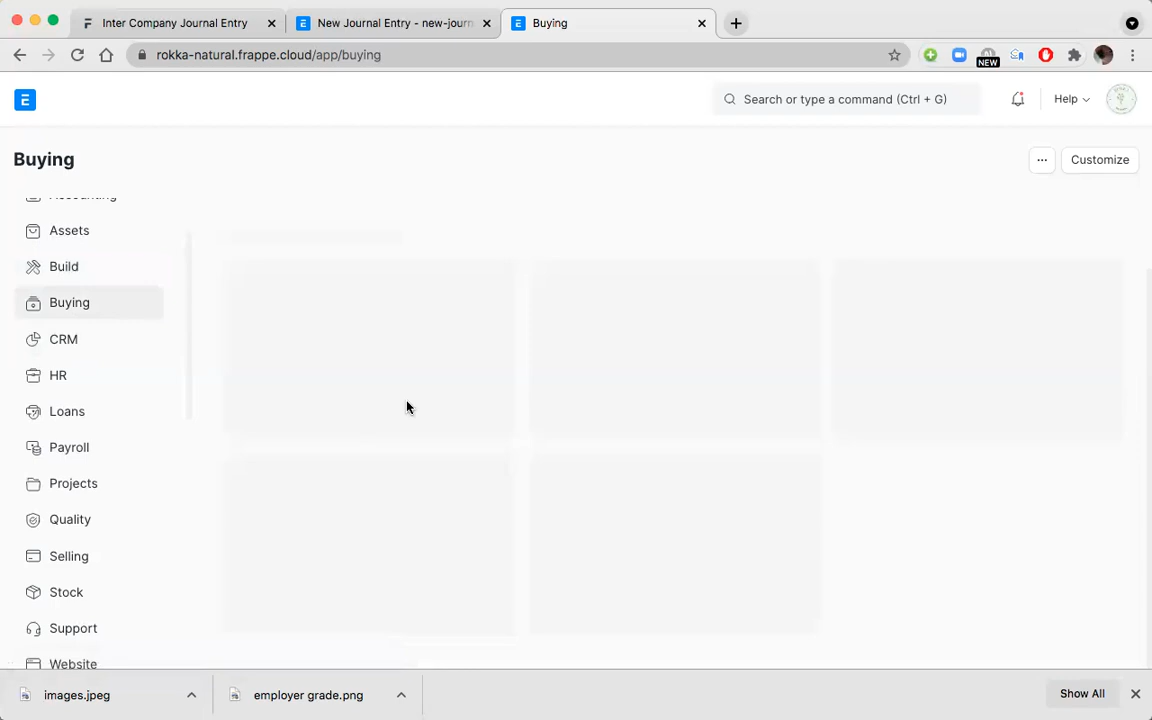 Inter Company Journal Entry
New Journal Entry - new-journ
Buying
rokka-natural.frappe.cloud/app/buying
NEW
E
Search or type a command (Ctrl + G)
Help
Buying
Customize
Accounting
Assets
Build
Buying
CRM
HR
Loans
Payroll
Projects
Quality
Selling
Stock
Support
Website
images.jpeg
employer grade.png
Show All